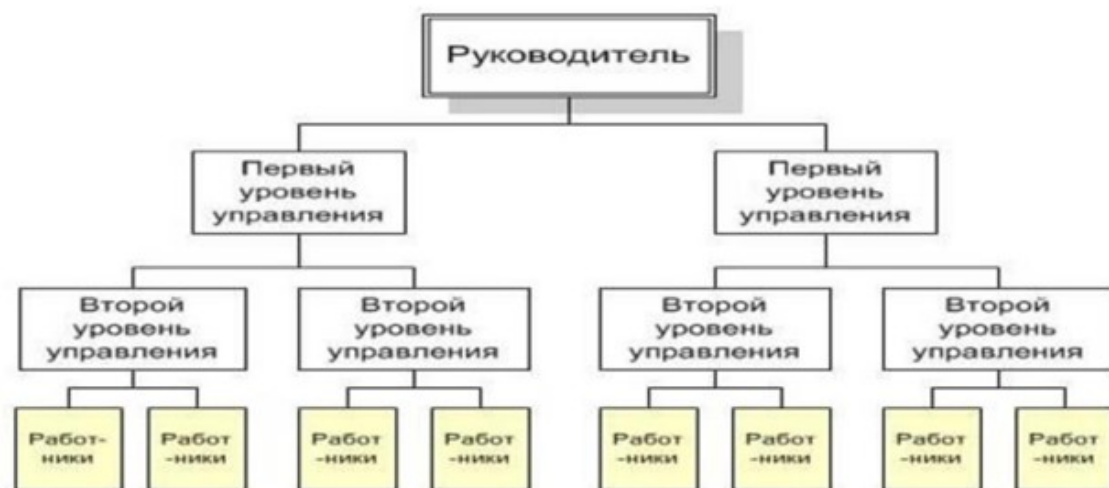 Руководитель
Первый
уровень
управления
Первый
уровень
управления
Второй
уровень
управления
Второй
уровень
управления
Второй
уровень
управления
Второй
уровень
управления
Работ-
ники
Работ
-ники
Работ
-ники
Работ
-ники
Работ
-ники
Работ
-ники
Работ
-ники
Работ
-ники